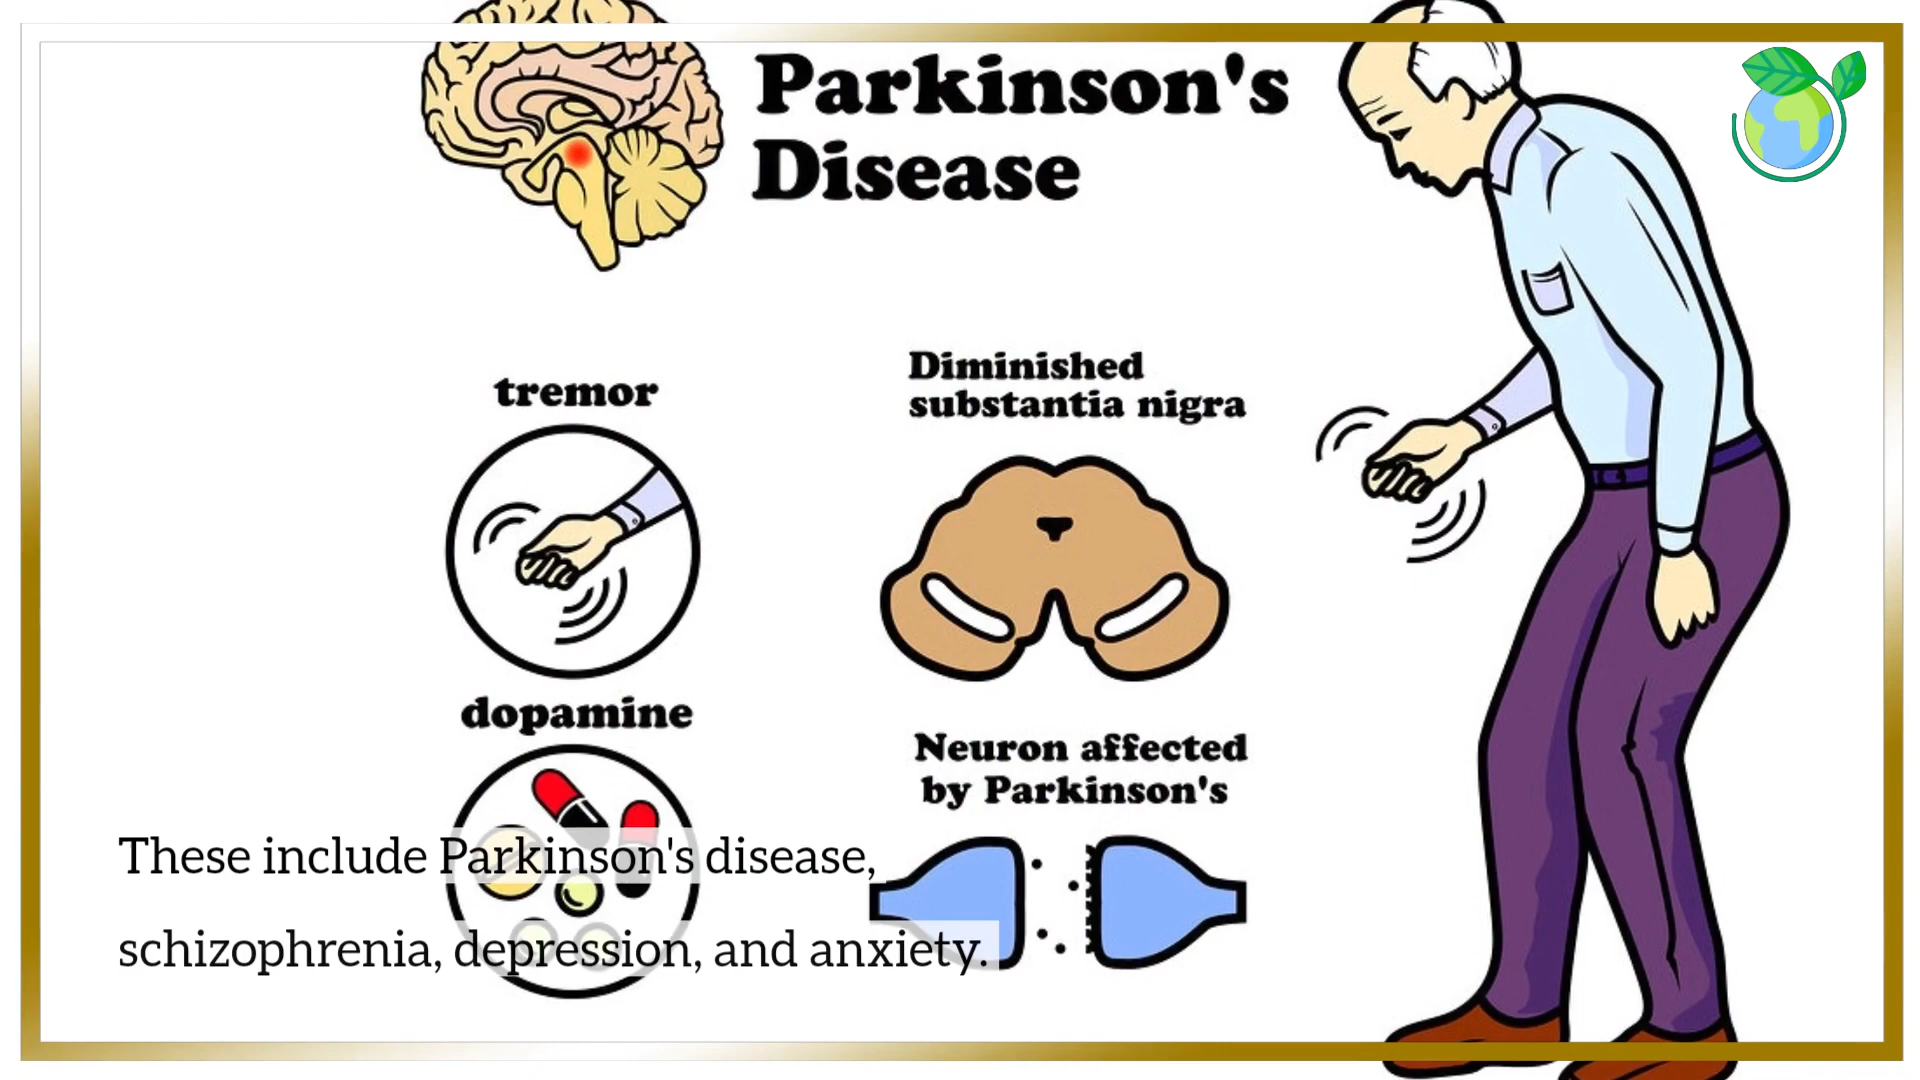 Parkinson's
Disease
tremor
Diminished
substantia nigra
dopamine
Neuron affected
by Parkinson's
These include Parkinson's disease,
schizophrenia, depression, and anxiety.